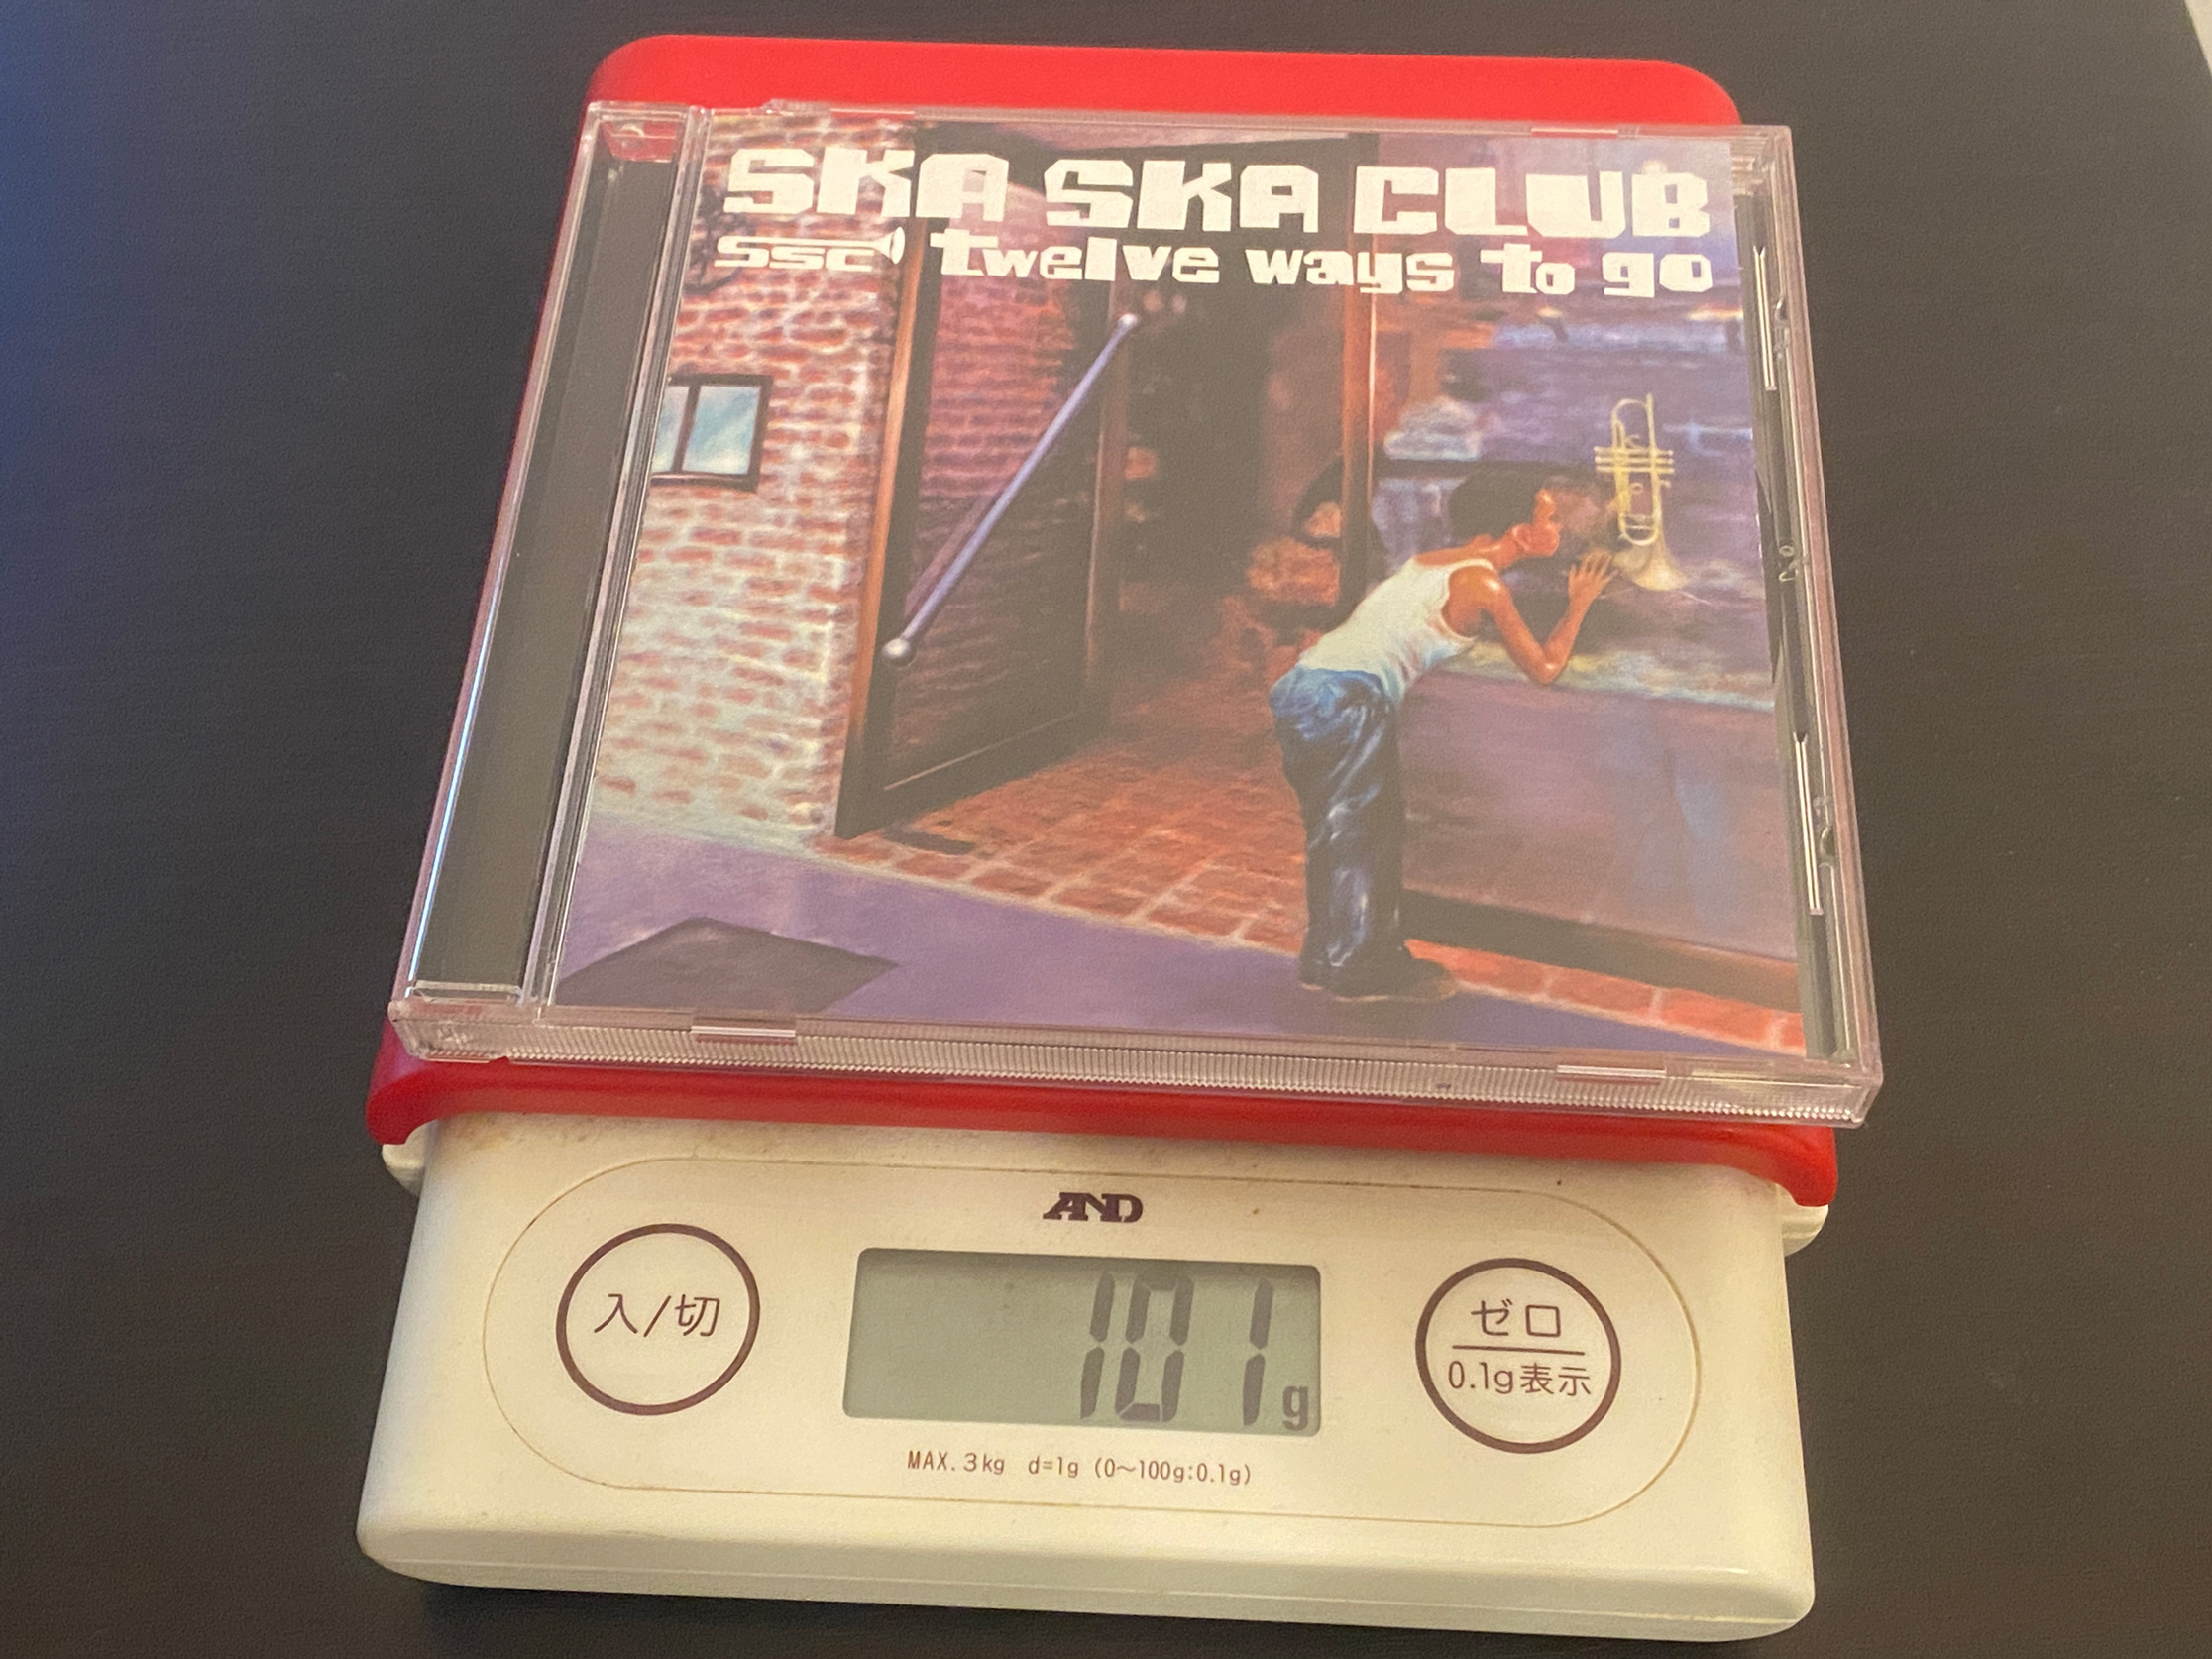 SKA SKA CLUB
ssc twelve ways to go
AND
入/切
101 g
ゼロ
0.1g表示
MAX. 3kg d=1g (0～100g:0.1g)